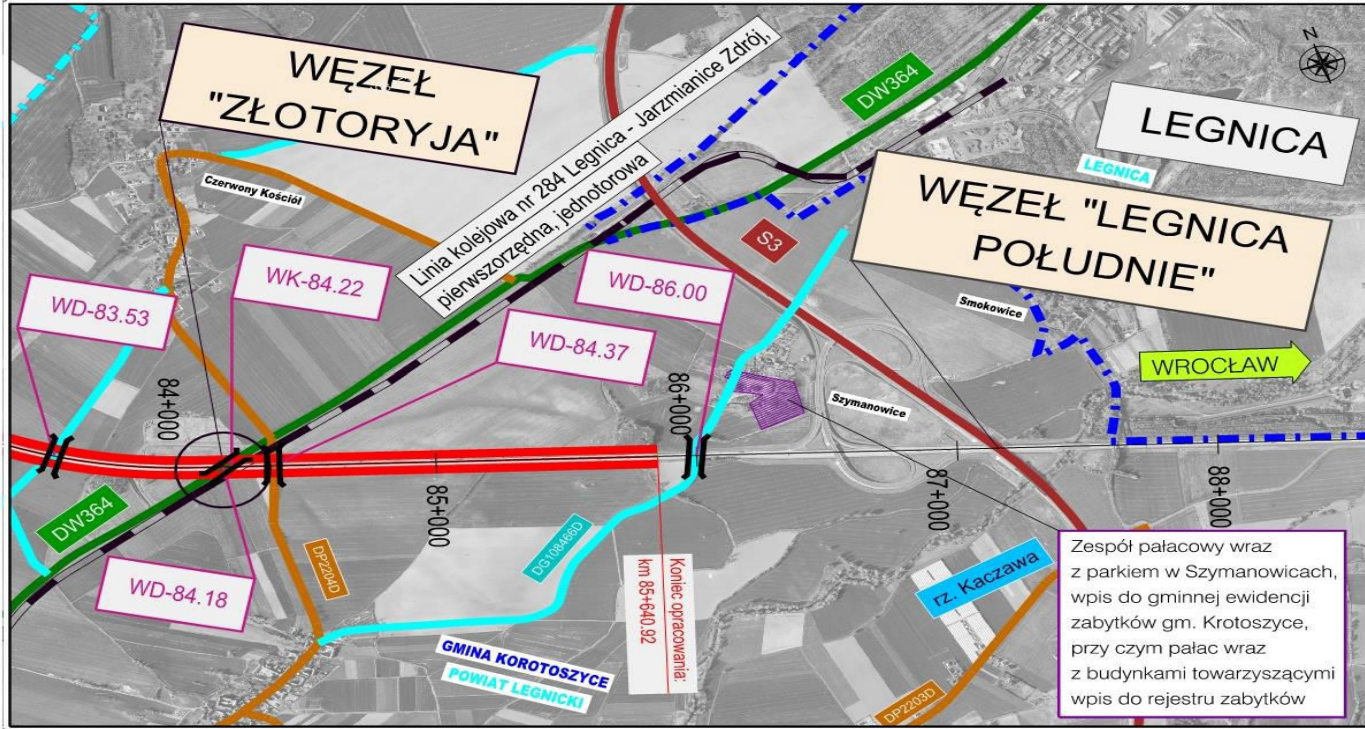 WĘZEŁ
"ZŁOTORYJA"
Linia kolejowa nr 284 Legnica - Jarzmianice Zdrój,
pierwszorzędna, jednotorowa
DW364
N
LEGNICA
LEGNICA
WĘZEŁ "LEGNICA
POŁUDNIE"
Czerwony Kościół
S3
WD-83.53
WK-84.22
WD-84.37
WD-86.00
Smokowice
WROCŁAW
84+000
86+000
Szymanowice
85+000
87+000
88+000
DW364
WD-84.18
DP2204D
DG108466D
Koniec opracowania:
km 85+640.92
rz. Kaczawa
GMINA KOROTOSZYCE
POWIAT LEGNICKI
DP2203D
Zespół pałacowy wraz
z parkiem w Szymanowicach,
wpis do gminnej ewidencji
zabytków gm. Krotoszyce,
przy czym pałac wraz
z budynkami towarzyszącymi
wpis do rejestru zabytków